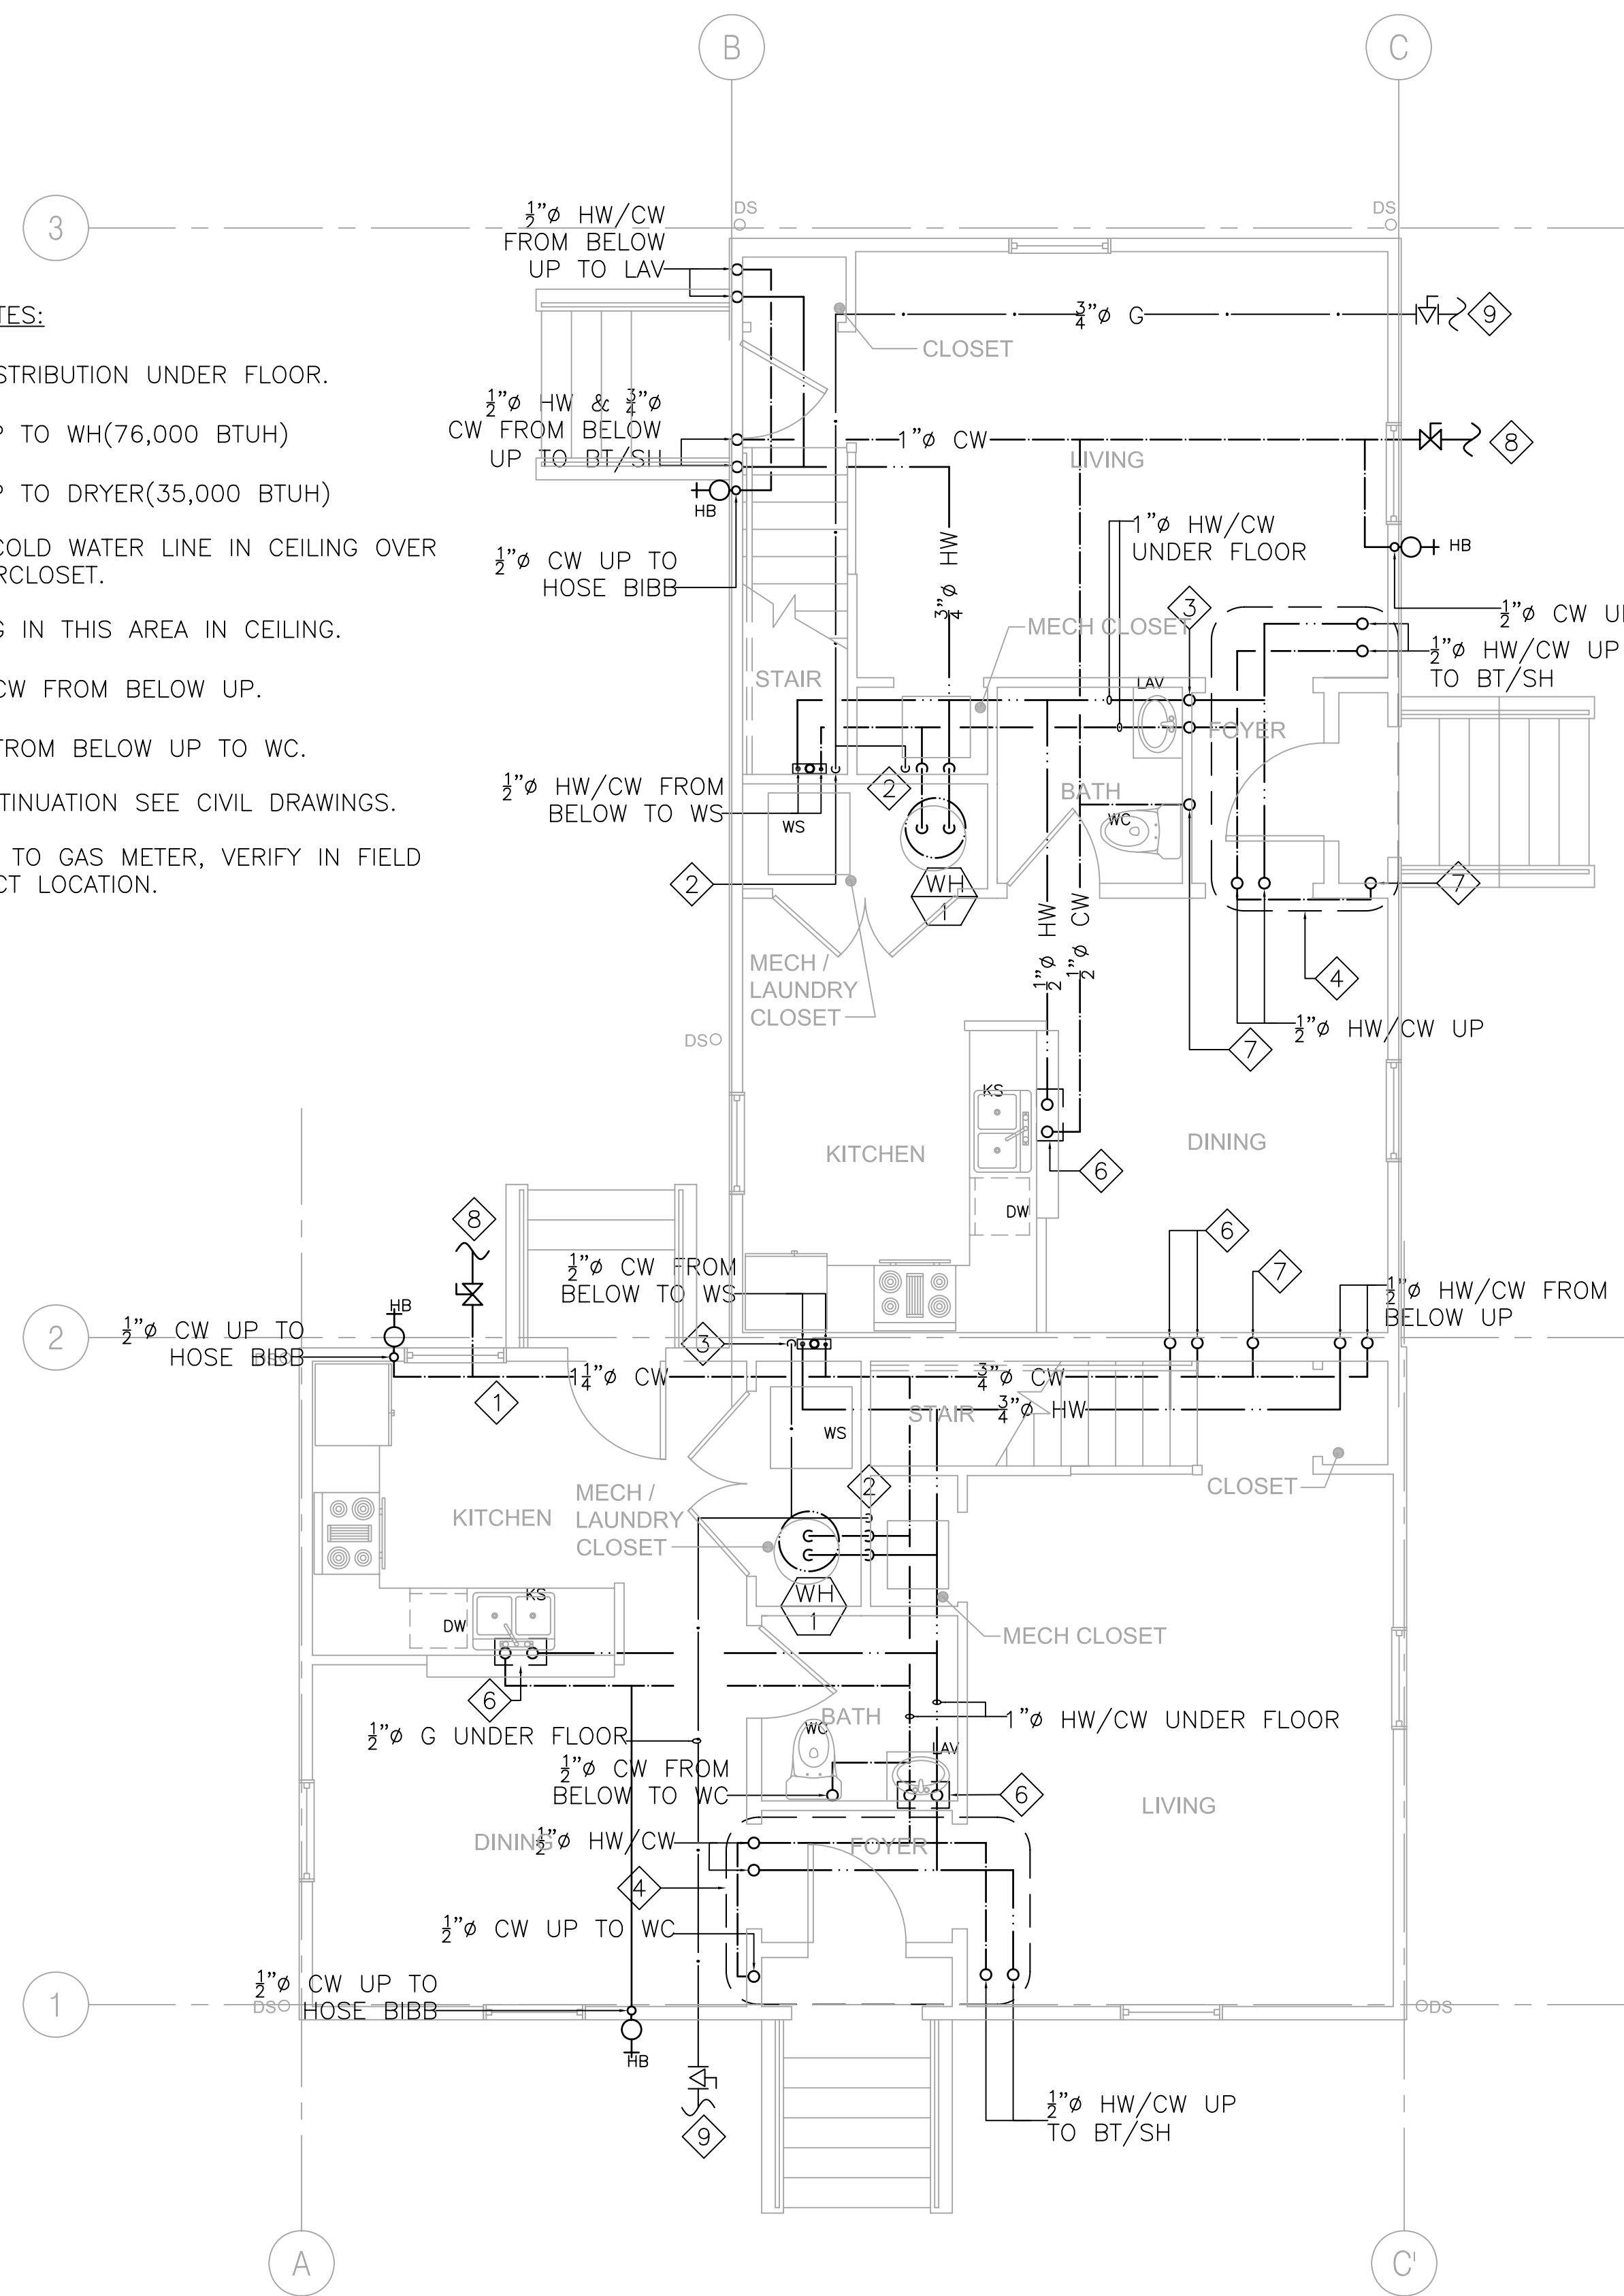 B
C
3
DS
DS
1/2"ø HW/CW
FROM BELOW
UP TO LAV
TES:
STRIBUTION UNDER FLOOR.
P TO WH(76,000 BTUH)
P TO DRYER(35,000 BTUH)
COLD WATER LINE IN CEILING OVER
RCLOSET.
G IN THIS AREA IN CEILING.
CW FROM BELOW UP.
FROM BELOW UP TO WC.
TINUATION SEE CIVIL DRAWINGS.
TO GAS METER, VERIFY IN FIELD
CT LOCATION.
3/4"ø G
9
CLOSET
1/2"ø HW & 3/4"ø
CW FROM BELOW
UP TO BT/SH
1"ø CW
8
LIVING
HB
1/2"ø CW UP TO
HOSE BIBB
3/4"ø HW
1"ø HW/CW
UNDER FLOOR
HB
3
1/2"ø CW U
1/2"ø HW/CW UP
TO BT/SH
MECH CLOSET
STAIR
LAV
FOYER
1/2"ø HW/CW FROM
BELOW TO WS
2
WS
BATH
WC
2
WH
1
7
1/2"ø HW
1/2"ø CW
MECH /
LAUNDRY
CLOSET
4
1/2"ø HW/CW UP
7
DS
KS
KITCHEN
DINING
6
DW
8
1/2"ø CW FROM
BELOW TO WS
6
7
1/2"ø HW/CW FROM
BELOW UP
2
1/2"ø CW UP TO
HOSE BIBB
HB
3
1 1/4"ø CW
3/4"ø CW
1
3/4"ø HW
STAIR
WS
CLOSET
2
KITCHEN
MECH /
LAUNDRY
CLOSET
WH
1
KS
DW
MECH CLOSET
6
1"ø HW/CW UNDER FLOOR
BATH
WC
LAV
1/2"ø G UNDER FLOOR
1/2"ø CW FROM
BELOW TO WC
6
LIVING
DINING
1/2"ø HW/CW
FOYER
4
1/2"ø CW UP TO WC
1
1/2"ø CW UP TO
HOSE BIBB
DS
DS
HB
9
1/2"ø HW/CW UP
TO BT/SH
A
C'